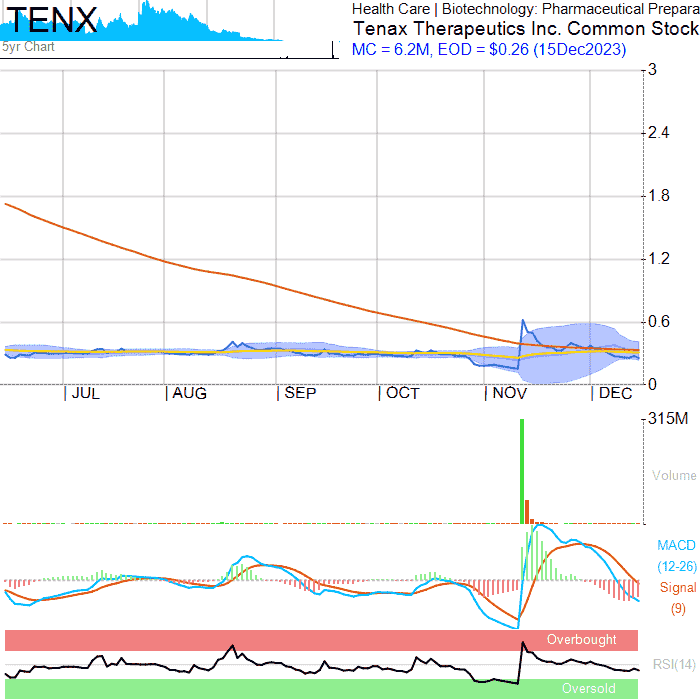 TENX
5yr Chart
Health Care | Biotechnology: Pharmaceutical Prepara
Tenax Therapeutics Inc. Common Stock
MC = 6.2M, EOD = $0.26 (15Dec2023)
3
2.4
1.8
1.2
0.6
0
| JUL | AUG | SEP | OCT | NOV | DEC
315M
Volume
MACD
(12-26)
Signal
(9)
Overbought
RSI(14)
Oversold